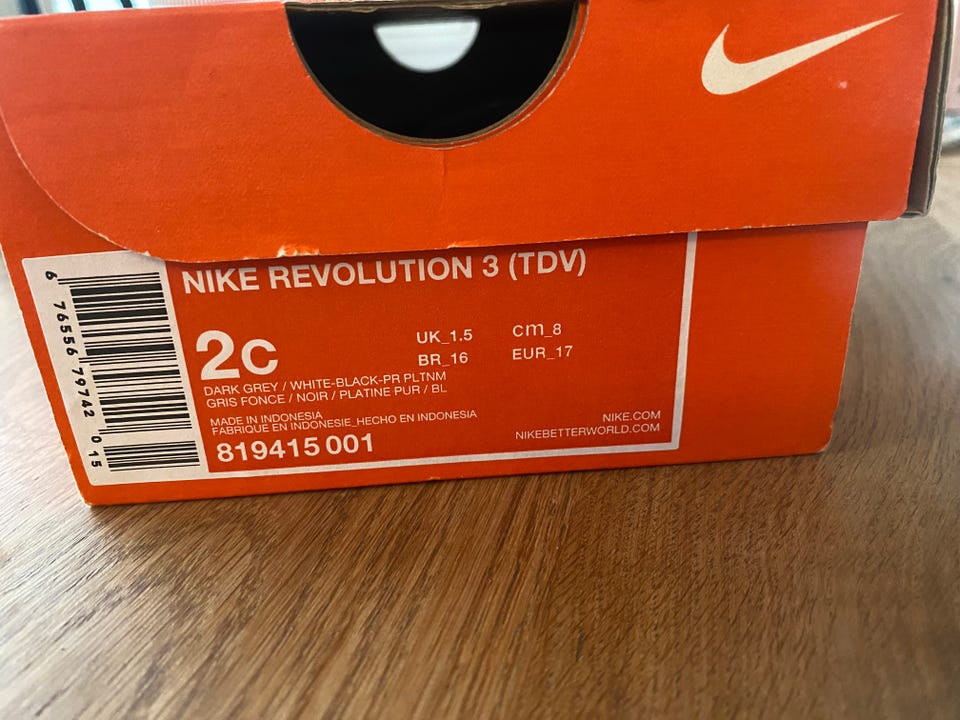 NIKE REVOLUTION 3 (TDV)
2C
UK_1.5 cm_8
BR_16 EUR_17
DARK GREY / WHITE-BLACK-PR PLTNM
GRIS FONCE / NOIR / PLATINE PUR / BL
MADE IN INDONESIA
FABRIQUE EN INDONESIE_HECHO EN INDONESIA
819415 001
NIKE.COM
NIKEBETTERWORLD.COM
6 76556 79742 0 15